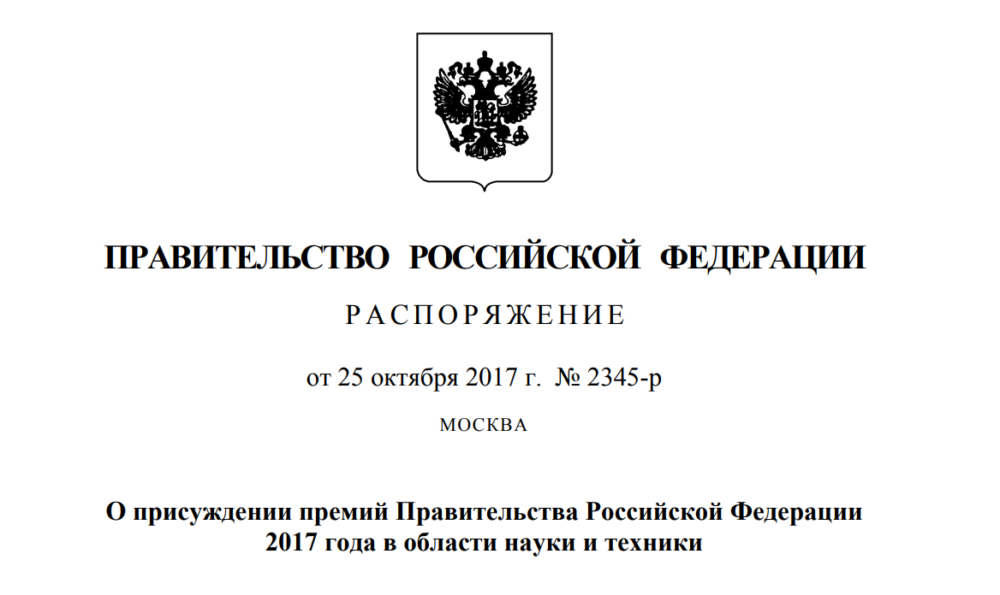 ПРАВИТЕЛЬСТВО РОССИЙСКОЙ ФЕДЕРАЦИИ
РАСПОРЯЖЕНИЕ
от 25 октября 2017 г. № 2345-р
МОСКВА
О присуждении премий Правительства Российской Федерации
2017 года в области науки и техники